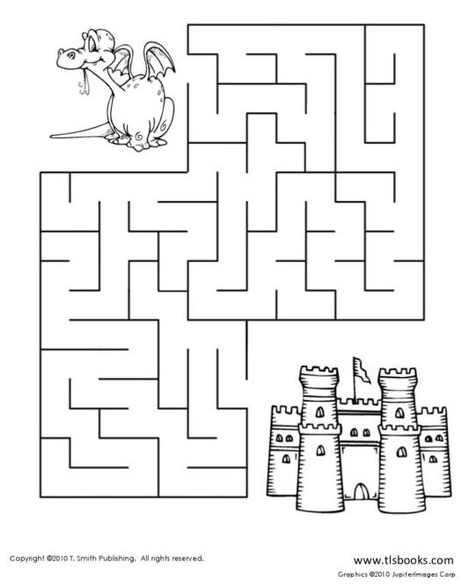 Copyright ©2010 T. Smith Publishing. All rights reserved.
www.tlsbooks.com
Graphics ©2010 JupiterImages Corp.